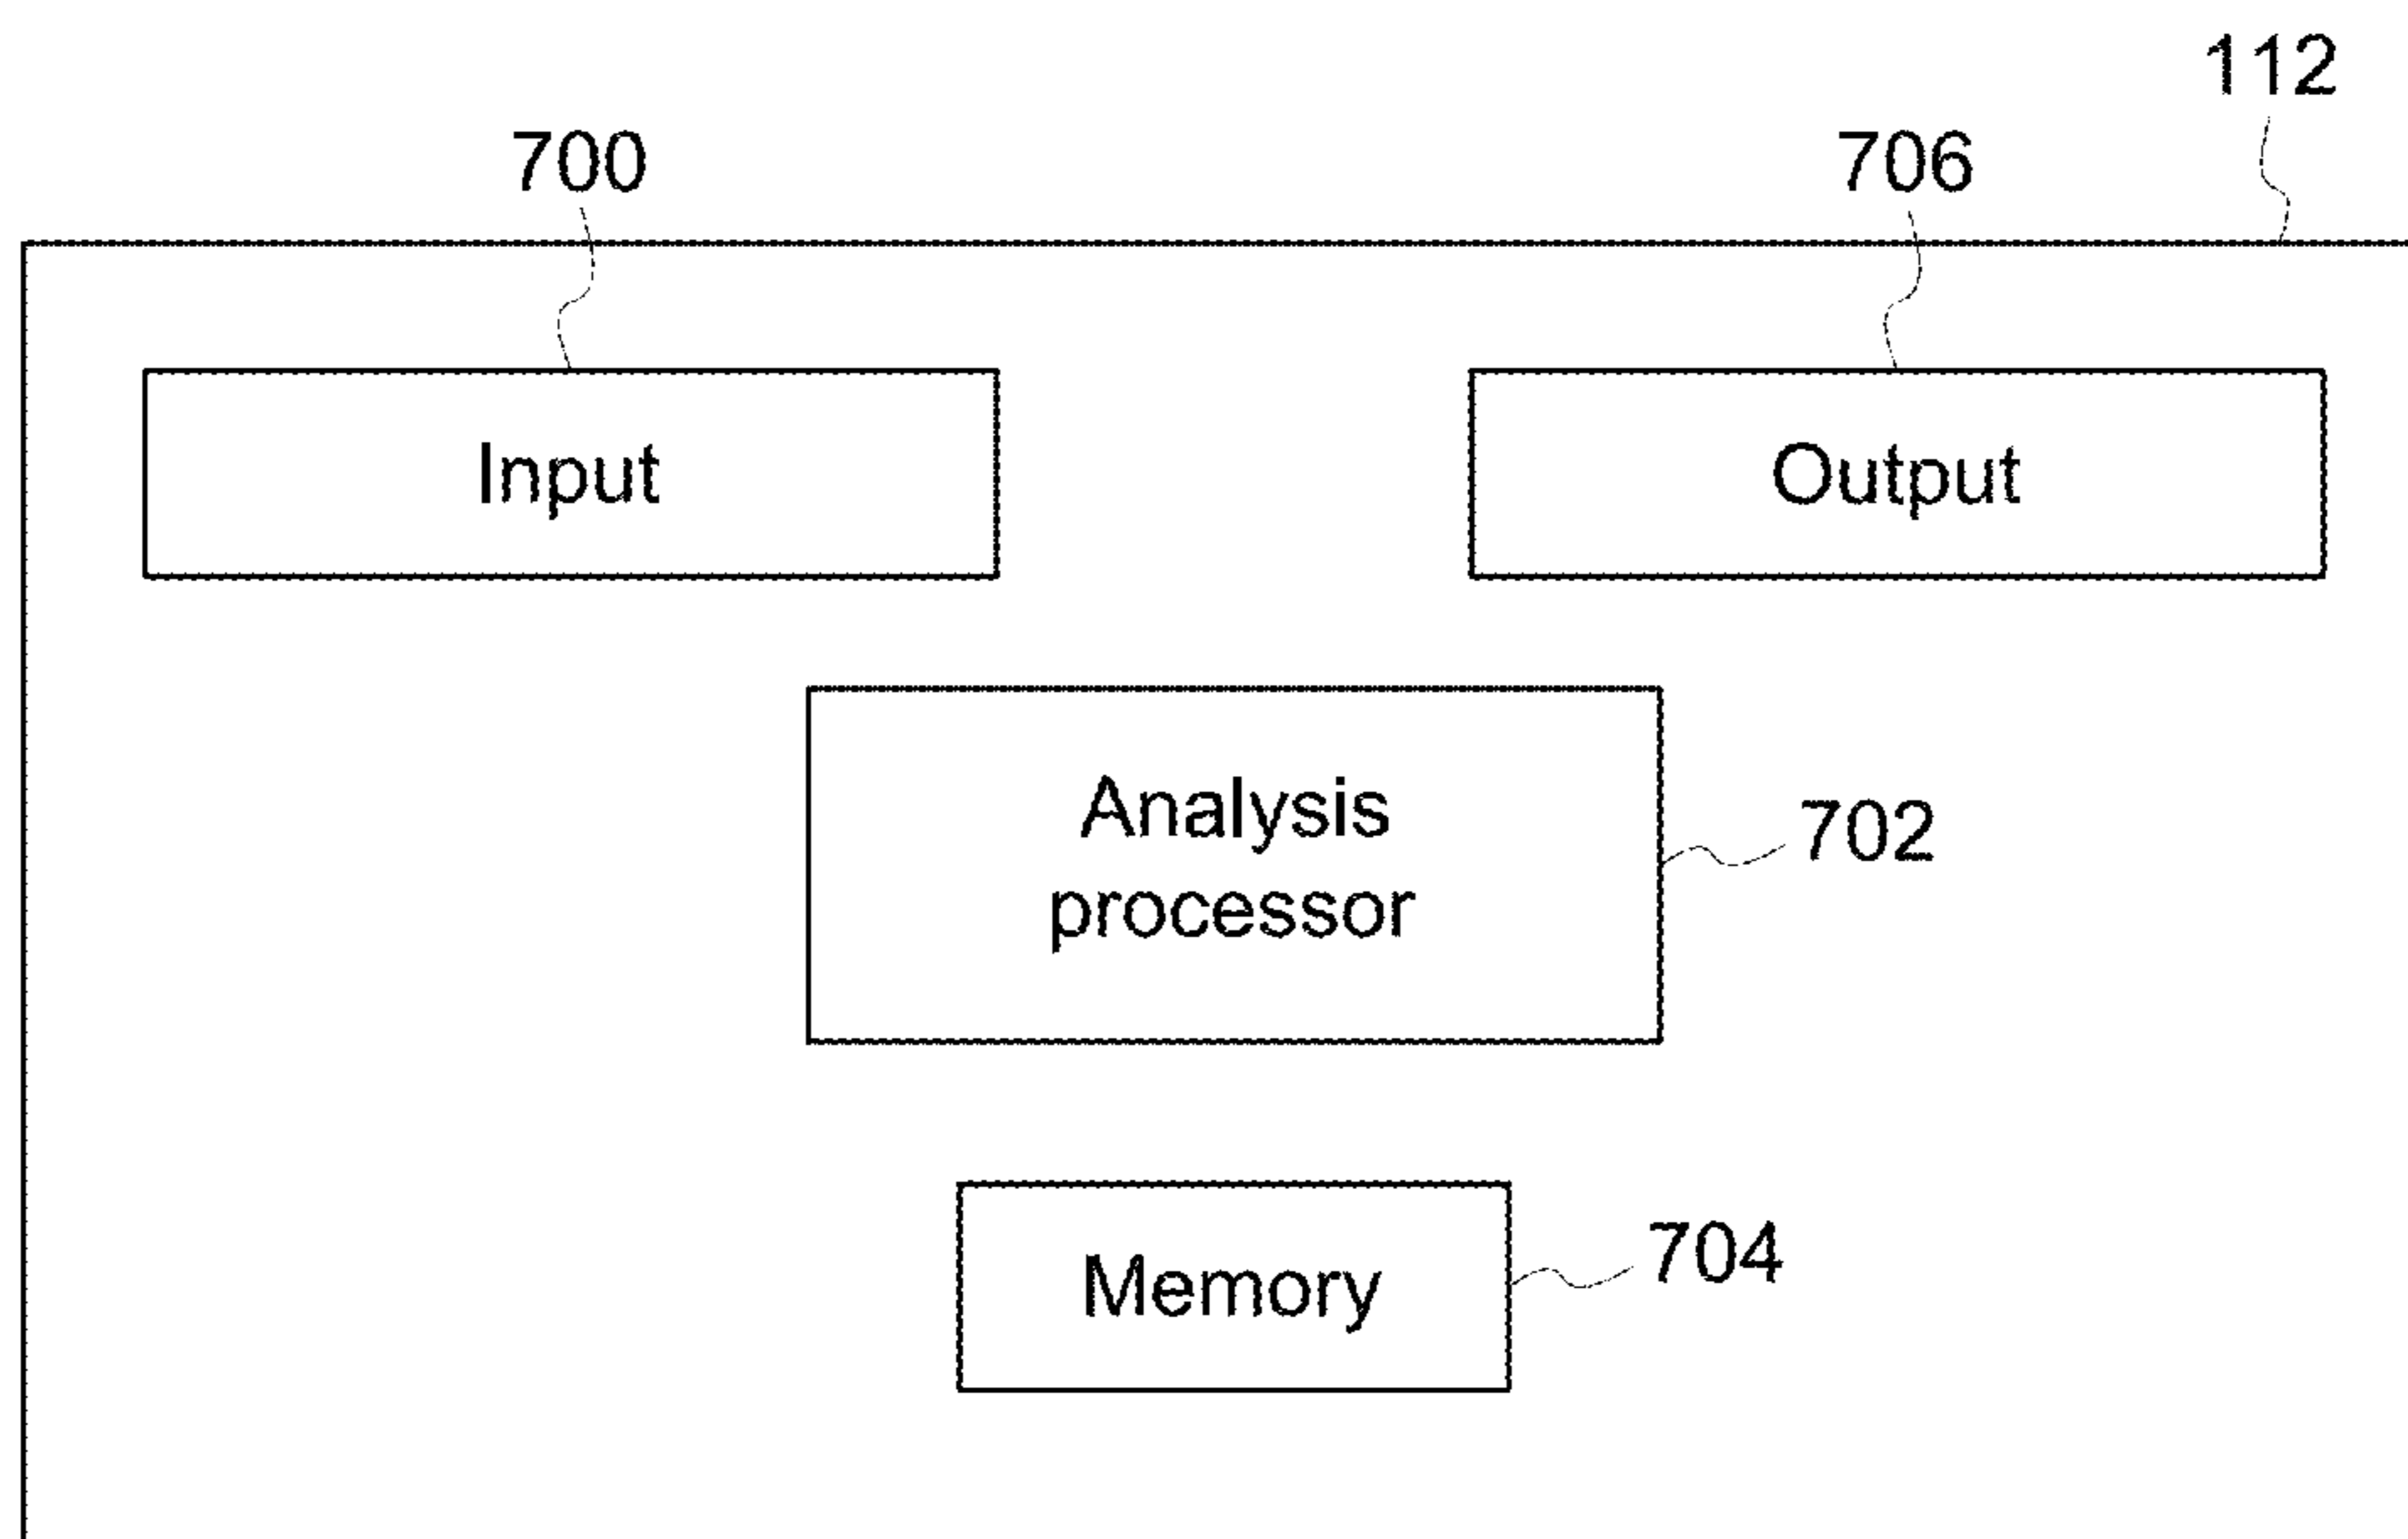 112
700
706
Input
Output
Analysis
processor
702
704
Memory